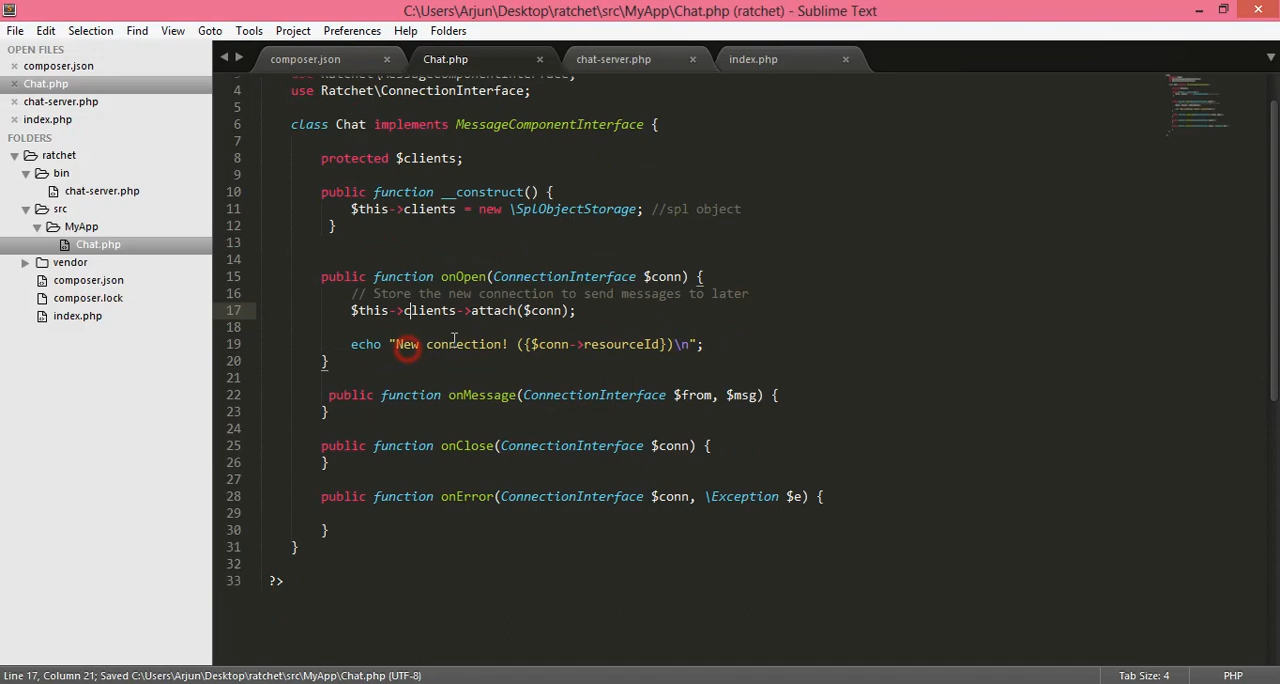 C:\Users\Arjun\Desktop\ratchet\src\MyApp\Chat.php (ratchet) - Sublime Text
File Edit Selection Find View Goto Tools Project Preferences Help Folders
OPEN FILES
composer.json
Chat.php
chat-server.php
index.php
FOLDERS
ratchet
bin
chat-server.php
src
MyApp
Chat.php
vendor
composer.json
composer.lock
index.php
composer.json × Chat.php × chat-server.php × index.php ×
3 use Ratchet\MessageComponentInterface;
4 use Ratchet\ConnectionInterface;
5
6 class Chat implements MessageComponentInterface {
7
8 protected $clients;
9
10 public function __construct() {
11 $this->clients = new \SplObjectStorage; //spl object
12 }
13
14
15 public function onOpen(ConnectionInterface $conn) {
16 // Store the new connection to send messages to later
17 $this->clients->attach($conn);
18
19 echo "New connection! ({$conn->resourceId})\n";
20 }
21
22 public function onMessage(ConnectionInterface $from, $msg) {
23 }
24
25 public function onClose(ConnectionInterface $conn) {
26 }
27
28 public function onError(ConnectionInterface $conn, \Exception $e) {
29
30 }
31 }
32
33 ?>
Line 17, Column 21; Saved C:\Users\Arjun\Desktop\ratchet\src\MyApp\Chat.php (UTF-8) Tab Size: 4 PHP